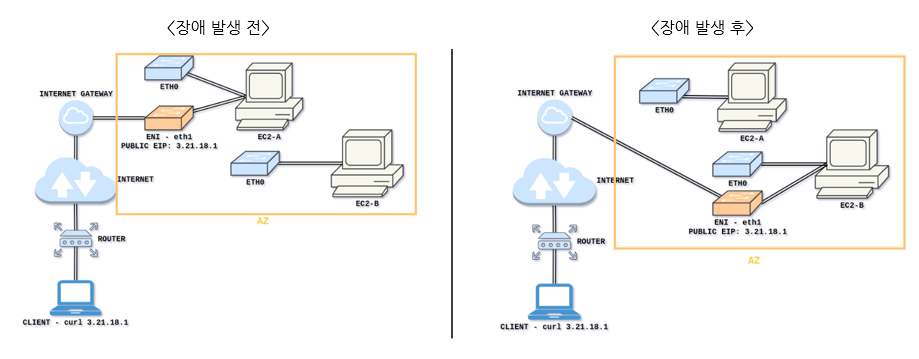 <장애 발생 전>
ETH0
INTERNET GATEWAY
ENI - eth1
PUBLIC EIP: 3.21.18.1
EC2-A
ETH0
EC2-B
INTERNET
AZ
ROUTER
CLIENT - curl 3.21.18.1
<장애 발생 후>
INTERNET GATEWAY
ETH0
EC2-A
ETH0
EC2-B
INTERNET
ENI - eth1
PUBLIC EIP: 3.21.18.1
ROUTER
AZ
CLIENT - curl 3.21.18.1